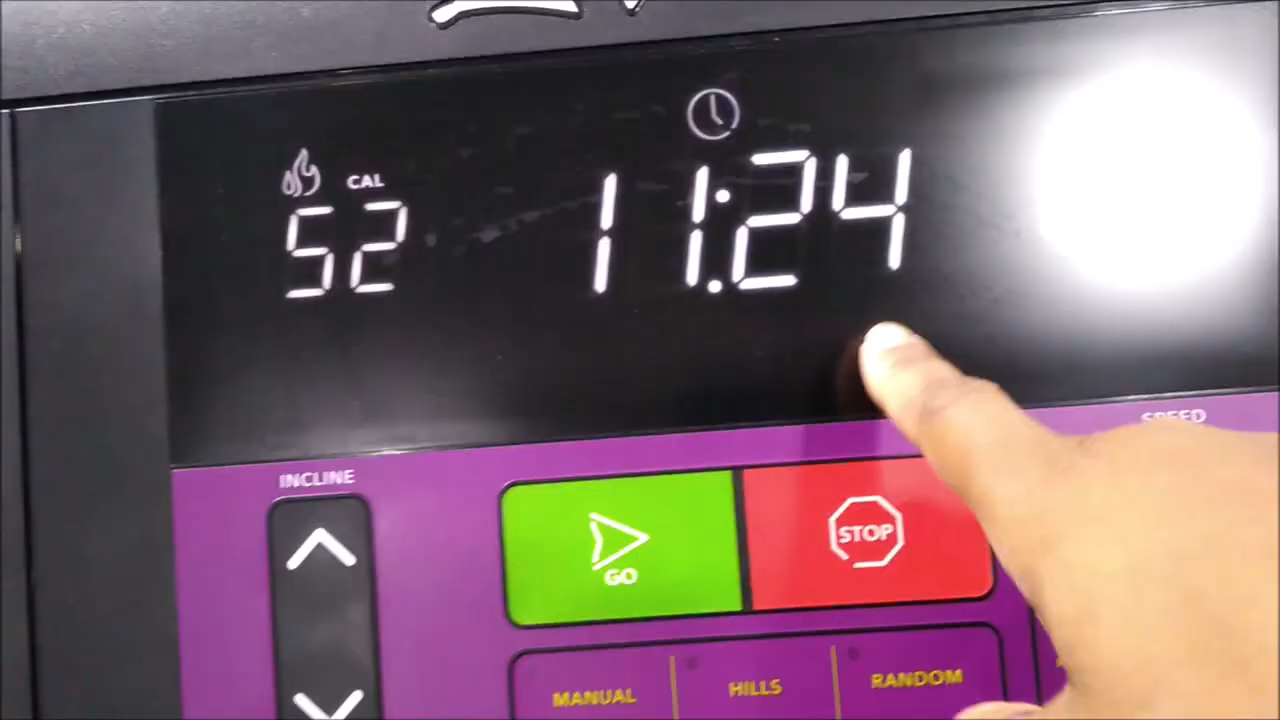 CAL
52
11:24
SPEED
INCLINE
GO
STOP
MANUAL
HILLS
RANDOM